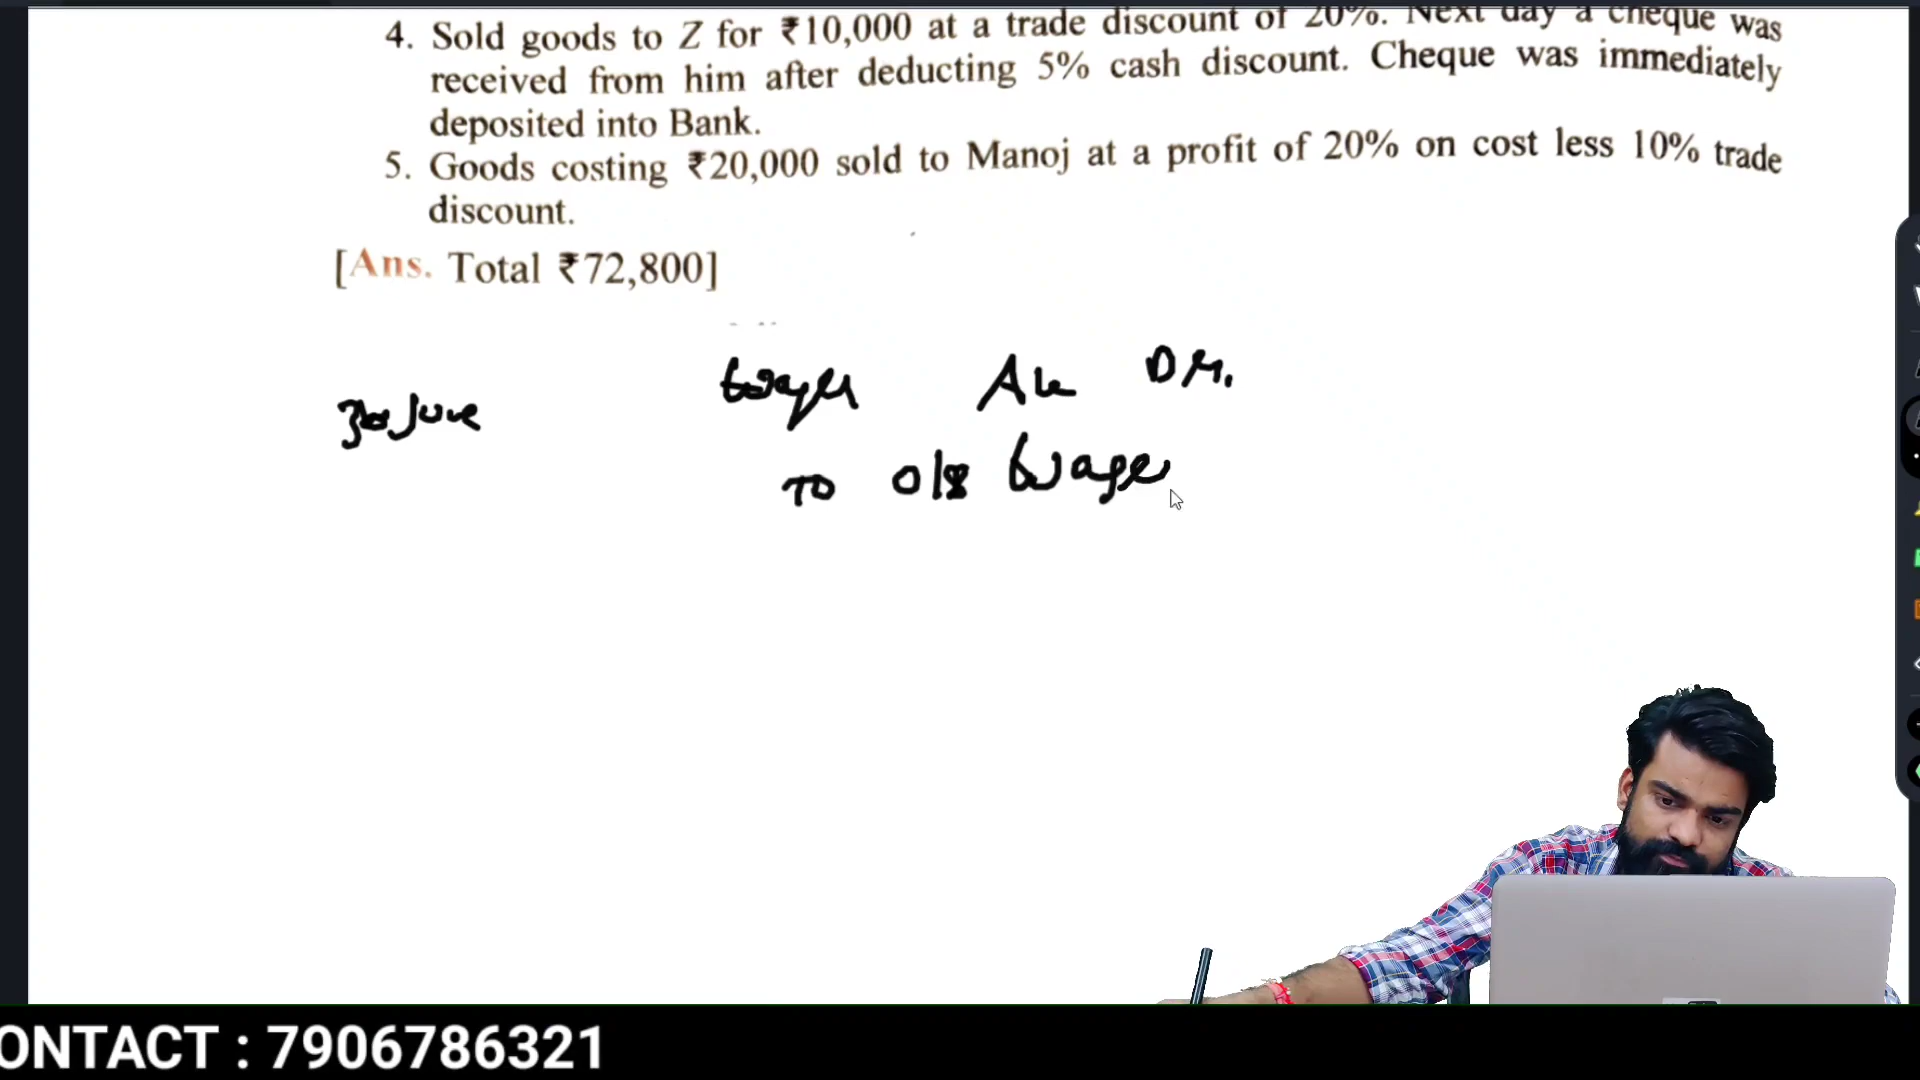 4. Sold goods to Z for ₹10,000 at a trade discount of 20%. Next day a cheque was
received from him after deducting 5% cash discount. Cheque was immediately
deposited into Bank.
5. Goods costing ₹20,000 sold to Manoj at a profit of 20% on cost less 10% trade
discount.
[Ans. Total ₹72,800]
Wages A/c Dr.
30 June
To O/s Wages
ONTACT : 7906786321